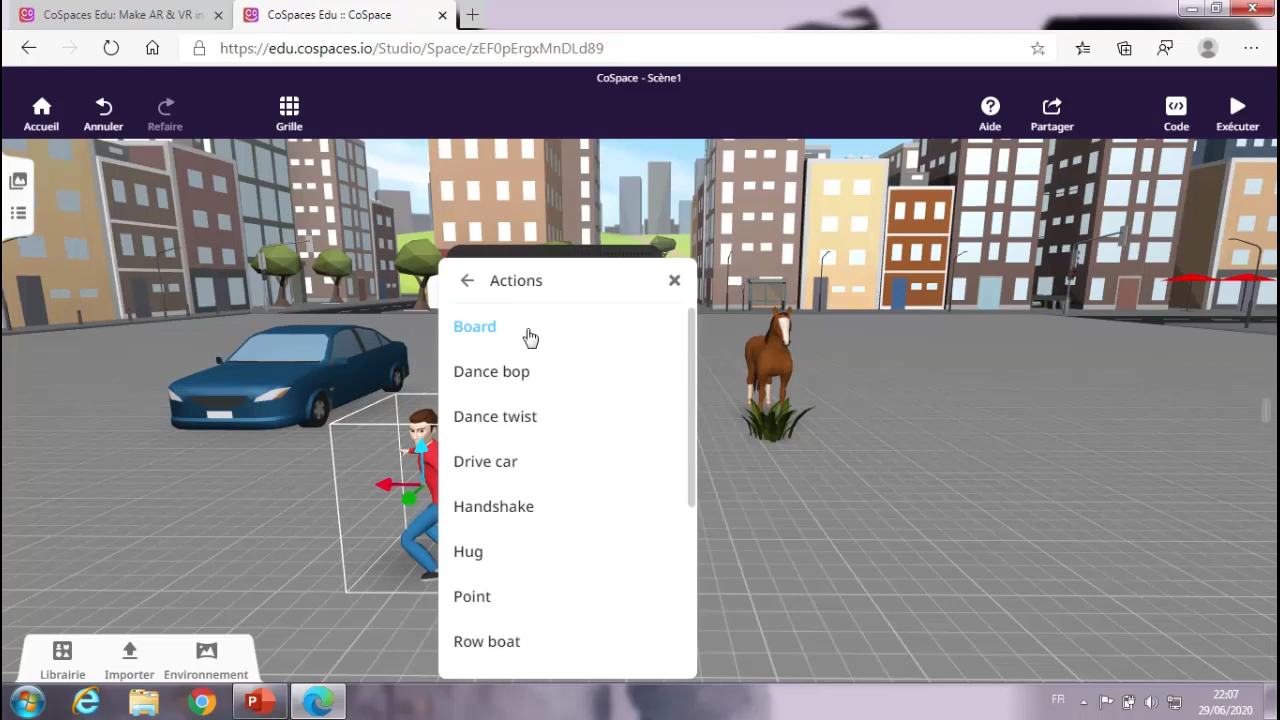 CoSpaces Edu: Make AR & VR in
CoSpaces Edu :: CoSpace
https://edu.cospaces.io/Studio/Space/zEF0pErgxMnDLd89
CoSpace - Scène1
Accueil
Annuler
Refaire
Grille
Aide
Partager
Code
Exécuter
Actions
Board
Dance bop
Dance twist
Drive car
Handshake
Hug
Point
Row boat
Librairie
Importer
Environnement
FR
22:07
29/06/2020